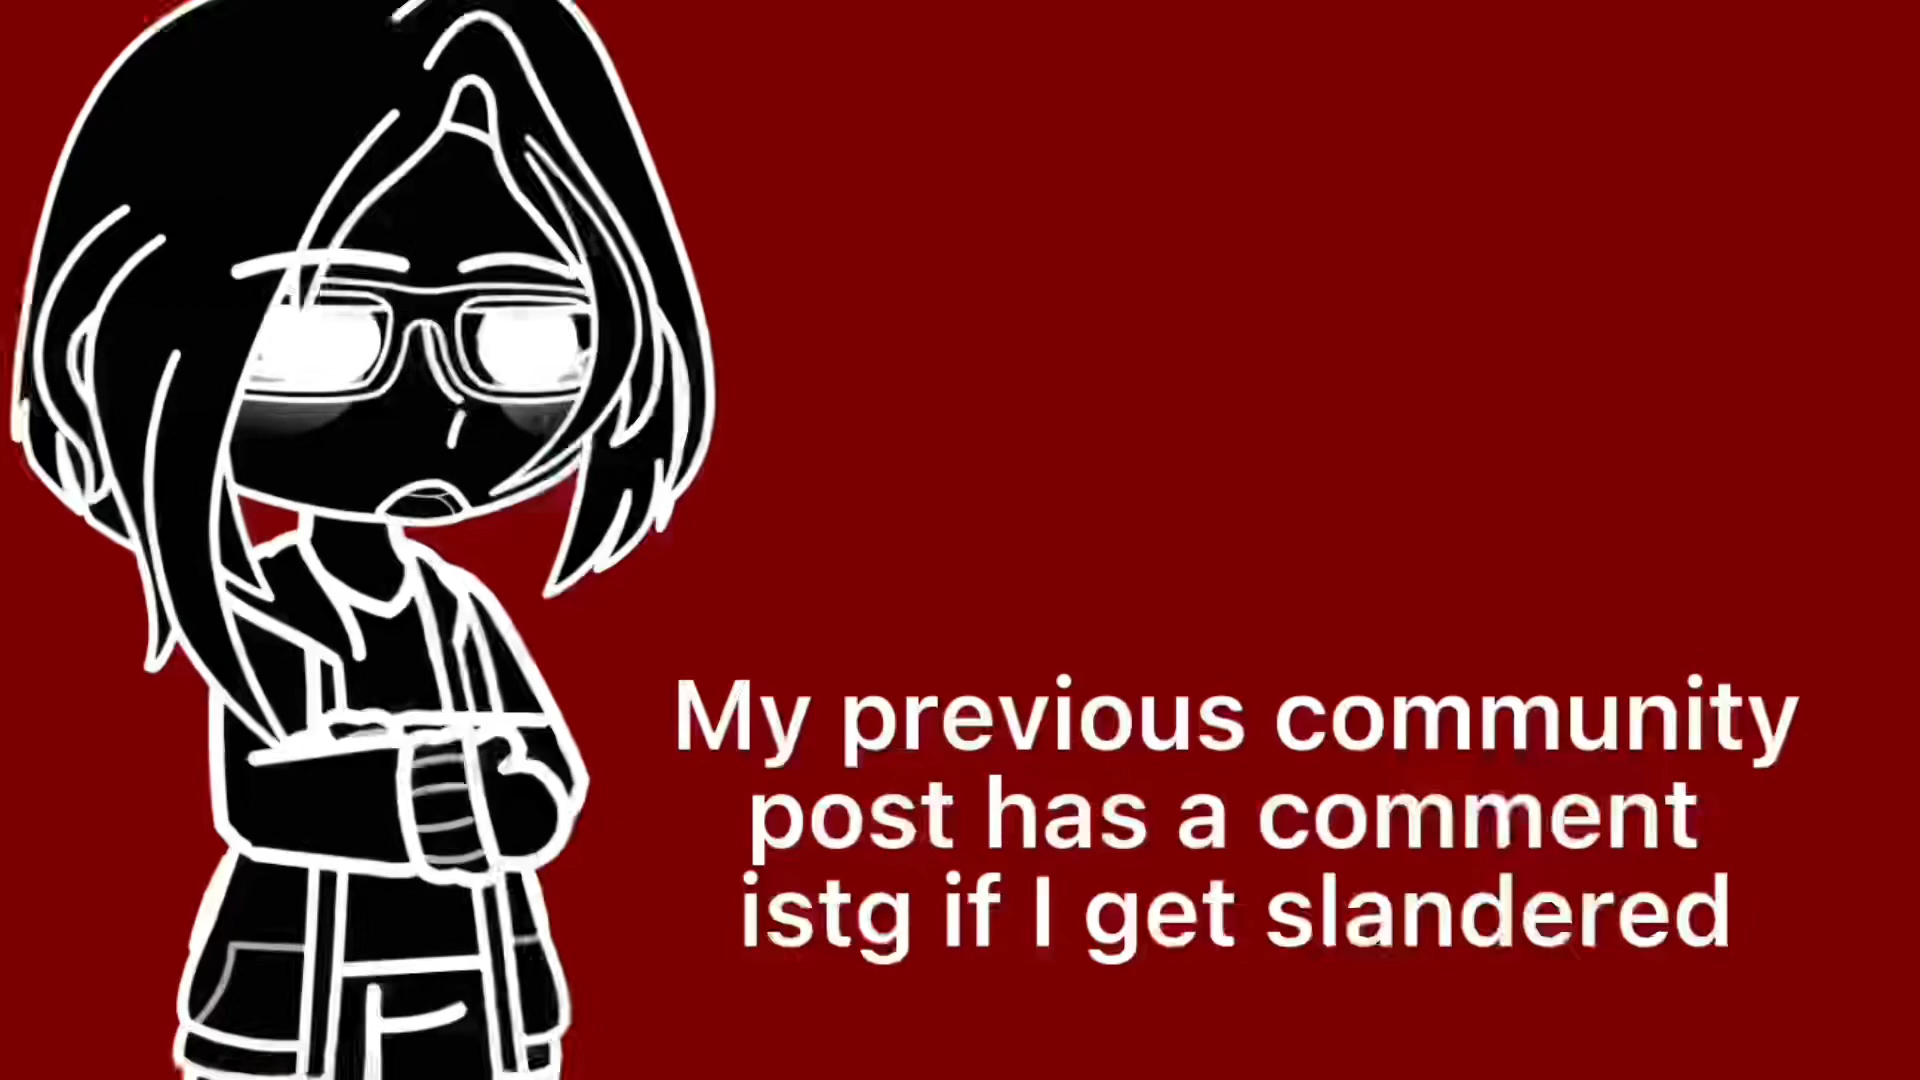 My previous community
post has a comment
istg if I get slandered